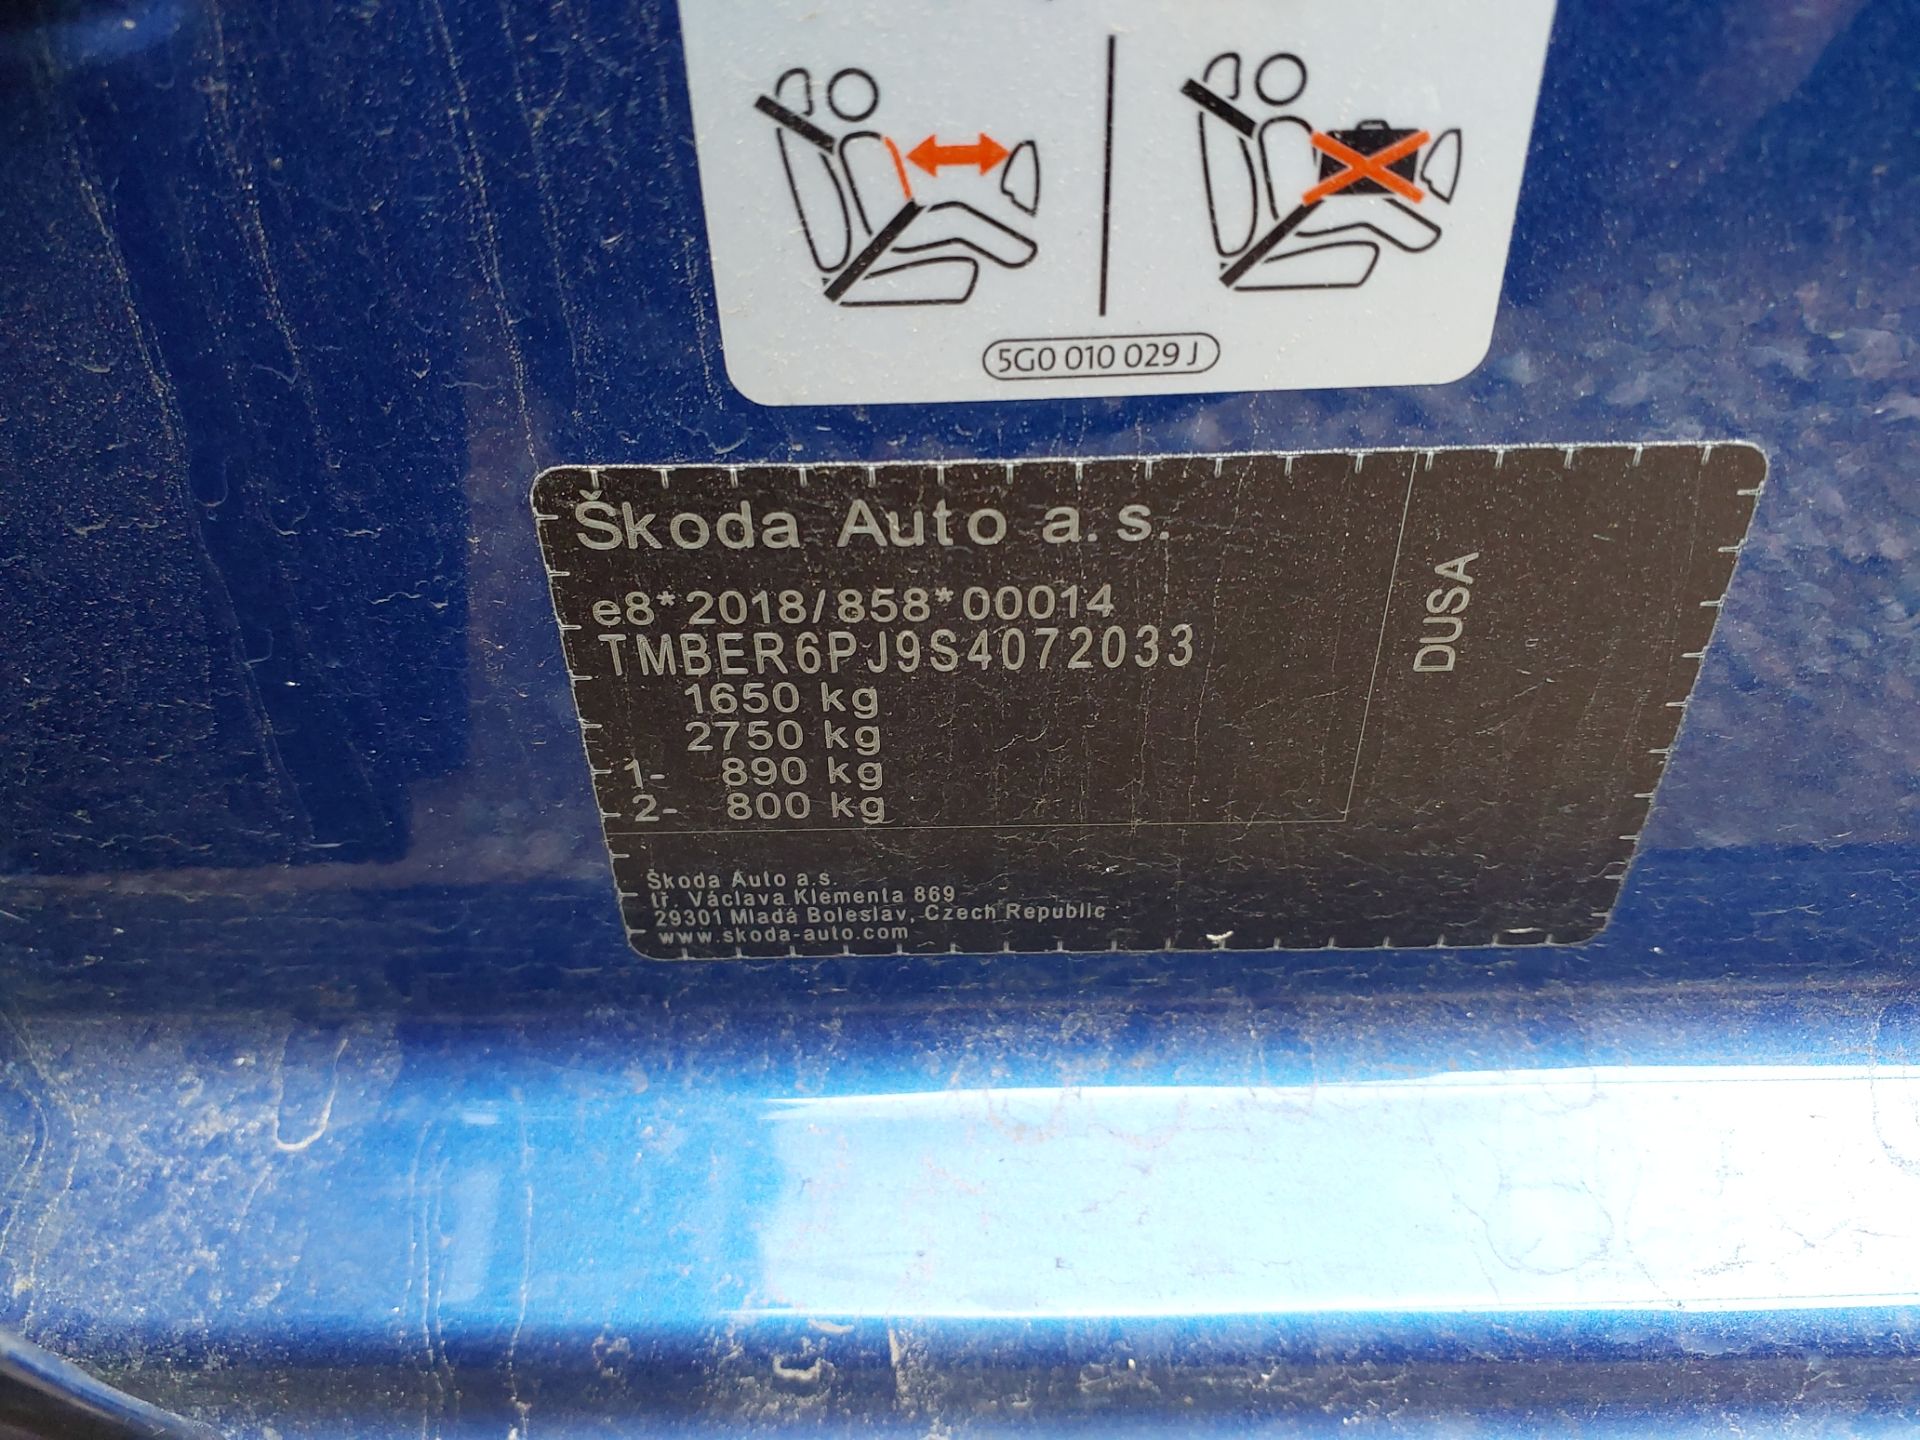 5G0 010 029 J
Škoda Auto a.s.
e8*2018/858*00014
TMBER6PJ9S4072033
1650 kg
2750 kg
1- 890 kg
2- 800 kg
DUSA
Škoda Auto a.s.
tř. Václava Klementa 869
29301 Mladá Boleslav, Czech Republic
www.skoda-auto.com